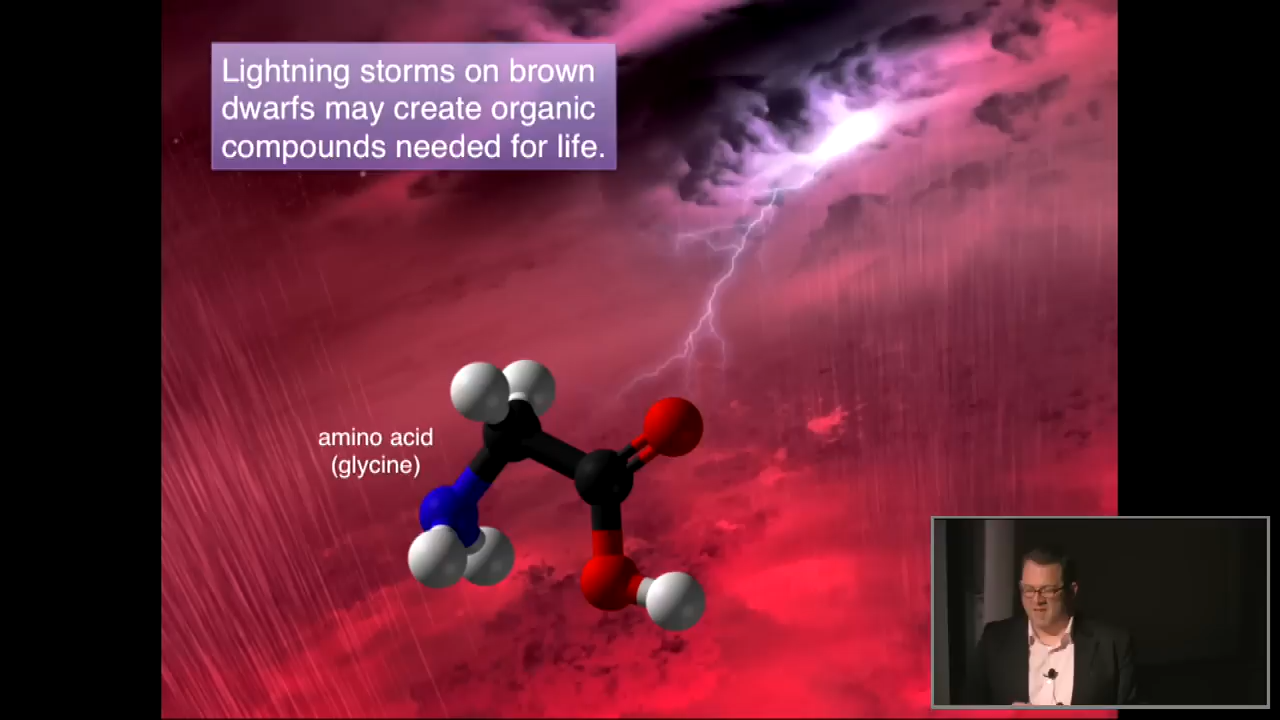 Lightning storms on brown
dwarfs may create organic
compounds needed for life.
amino acid
(glycine)